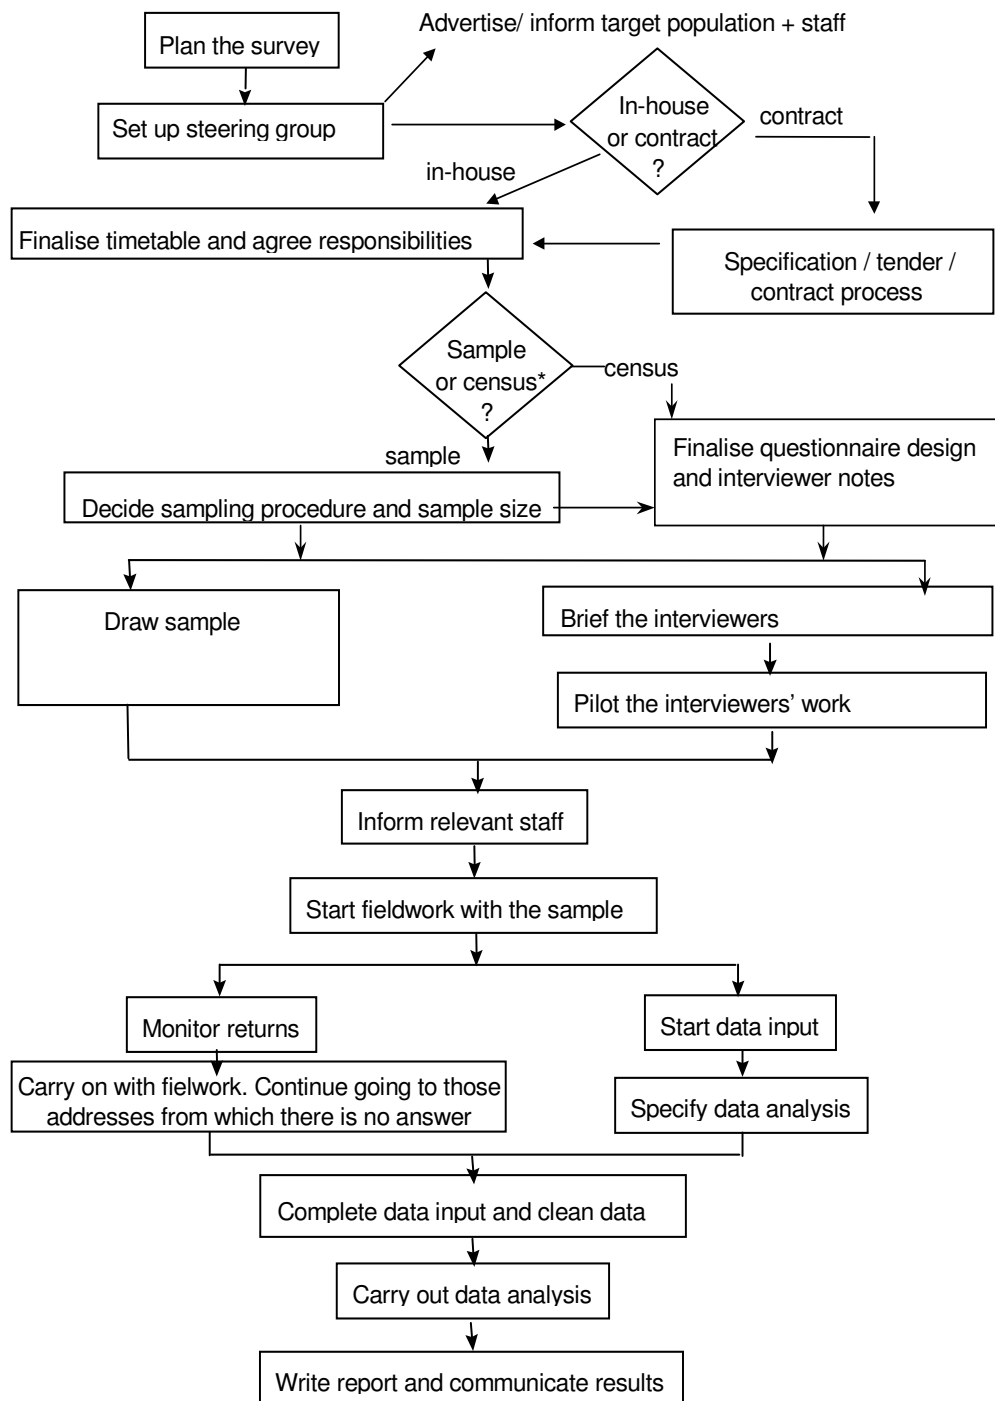 Advertise/ inform target population + staff
Plan the survey
Set up steering group
In-house
or contract
?
contract
in-house
Finalise timetable and agree responsibilities
Specification / tender /
contract process
Sample
or census*
?
census
sample
Finalise questionnaire design
and interviewer notes
Decide sampling procedure and sample size
Draw sample
Brief the interviewers
Pilot the interviewers’ work
Inform relevant staff
Start fieldwork with the sample
Monitor returns
Start data input
Carry on with fielwork. Continue going to those
addresses from which there is no answer
Specify data analysis
Complete data input and clean data
Carry out data analysis
Write report and communicate results